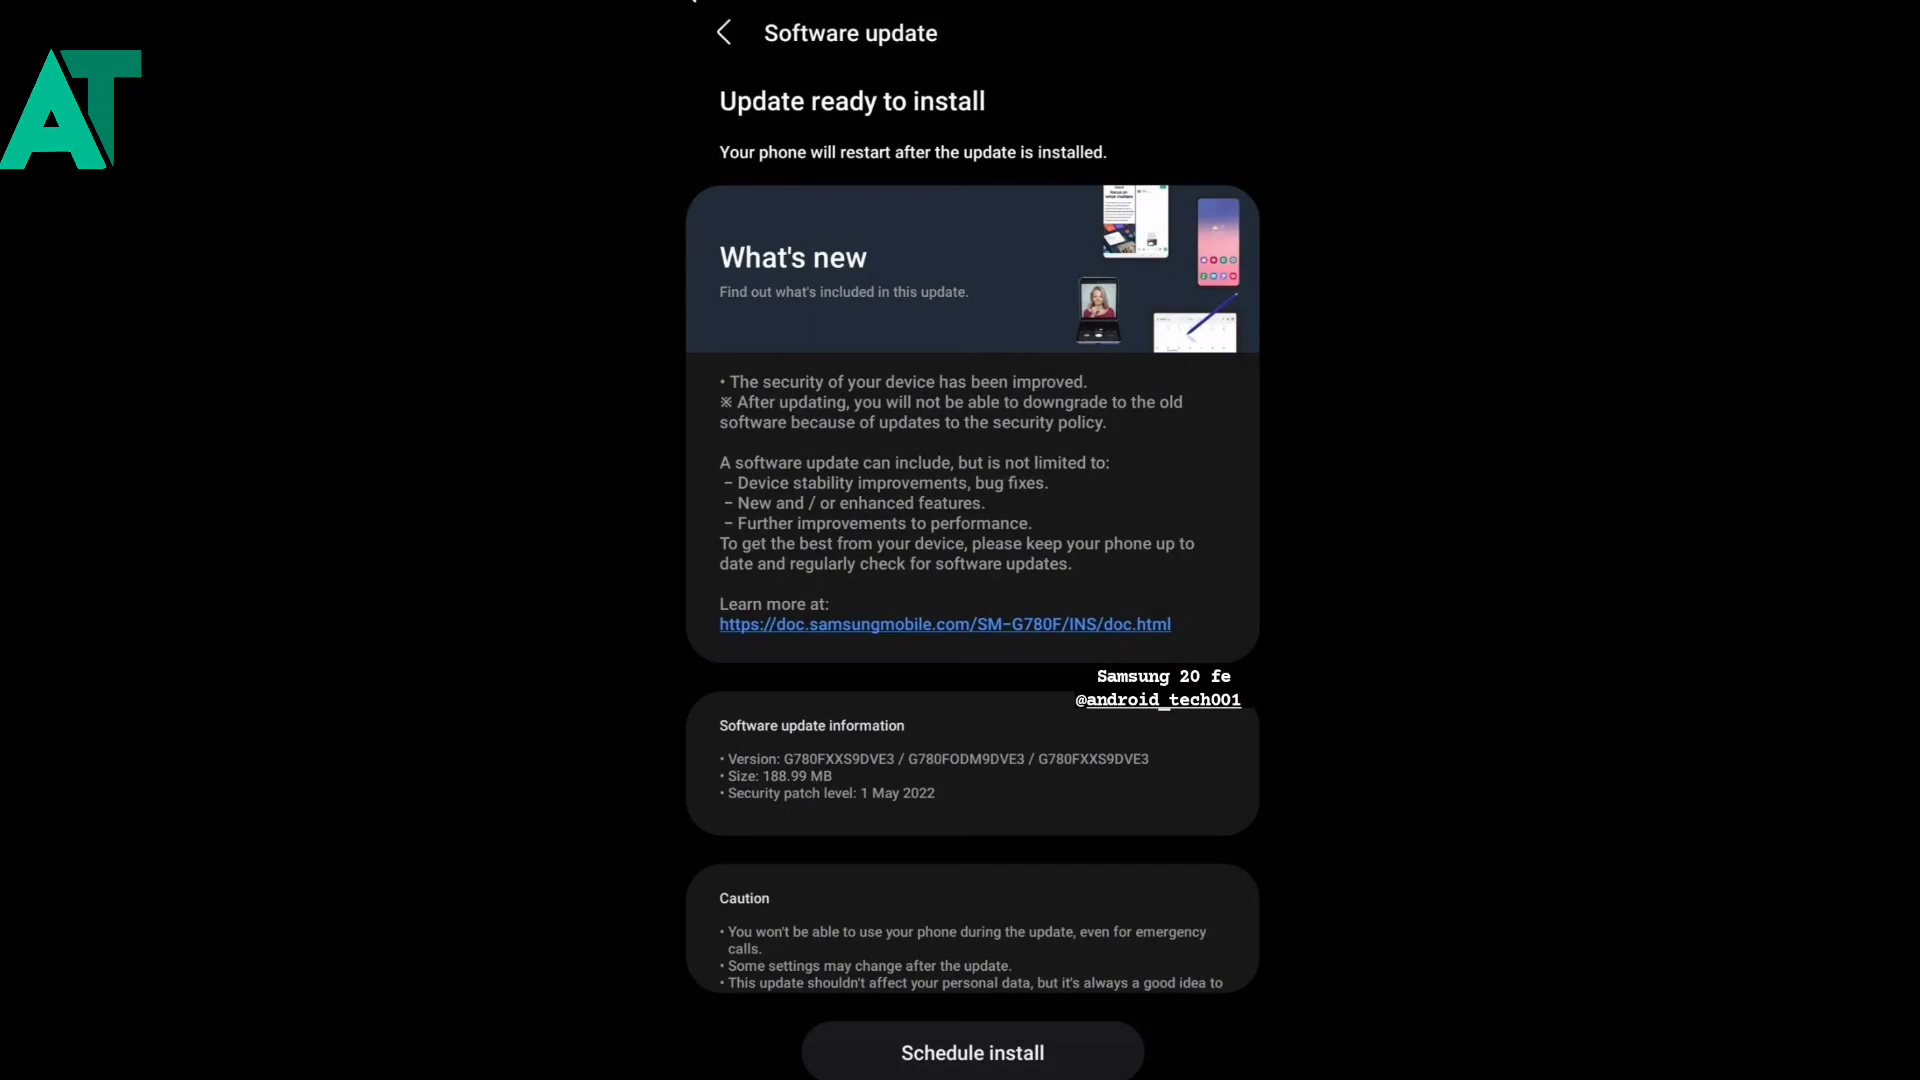 AT
Software update
Update ready to install
Your phone will restart after the update is installed.
What's new
Find out what's included in this update.
• The security of your device has been improved.
※ After updating, you will not be able to downgrade to the old
software because of updates to the security policy.
A software update can include, but is not limited to:
– Device stability improvements, bug fixes.
– New and / or enhanced features.
– Further improvements to performance.
To get the best from your device, please keep your phone up to
date and regularly check for software updates.
Learn more at:
https://doc.samsungmobile.com/SM-G780F/INS/doc.html
Samsung 20 fe
@android_tech001
Software update information
• Version: G780FXXS9DVE3 / G780FODM9DVE3 / G780FXXS9DVE3
• Size: 188.99 MB
• Security patch level: 1 May 2022
Caution
• You won't be able to use your phone during the update, even for emergency
calls.
• Some settings may change after the update.
• This update shouldn't affect your personal data, but it's always a good idea to
Schedule install